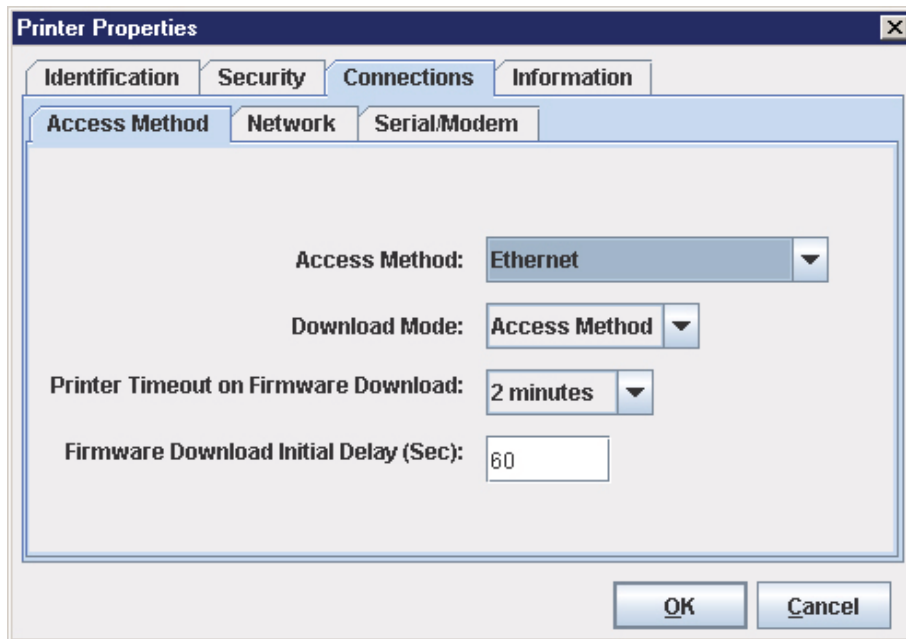 Printer Properties
Identification Security Connections Information
Access Method Network Serial/Modem
Access Method: Ethernet
Download Mode: Access Method
Printer Timeout on Firmware Download: 2 minutes
Firmware Download Initial Delay (Sec): 60
OK Cancel